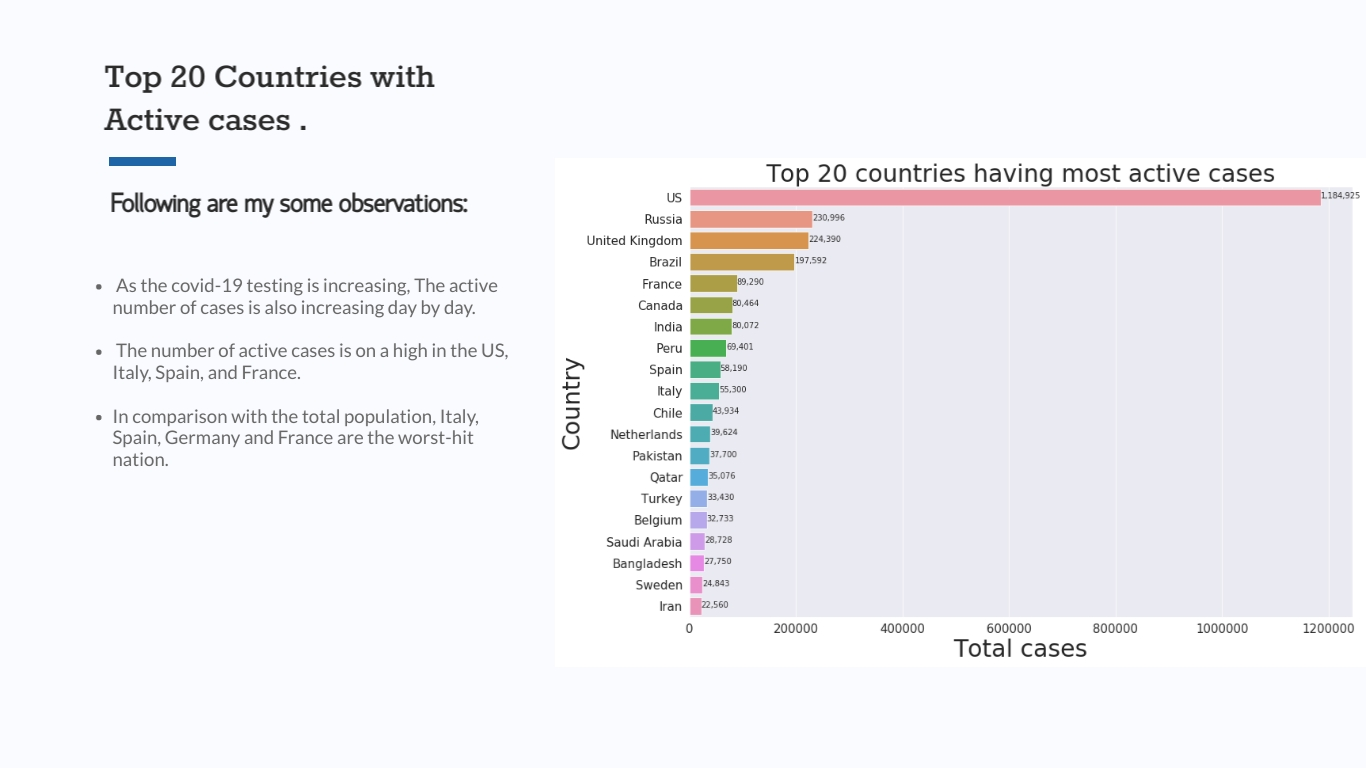 Top 20 Countries with
Active cases .
Following are my some observations:
• As the covid-19 testing is increasing, The active
number of cases is also increasing day by day.
• The number of active cases is on a high in the US,
Italy, Spain, and France.
• In comparison with the total population, Italy,
Spain, Germany and France are the worst-hit
nation.
Top 20 countries having most active cases
Country
US 1,184,925
Russia 230,996
United Kingdom 224,390
Brazil 197,592
France 89,290
Canada 80,464
India 80,072
Peru 69,401
Spain 58,190
Italy 55,300
Chile 43,934
Netherlands 39,624
Pakistan 37,700
Qatar 35,076
Turkey 33,430
Belgium 32,733
Saudi Arabia 28,728
Bangladesh 27,750
Sweden 24,843
Iran 22,560
0 200000 400000 600000 800000 1000000 1200000
Total cases